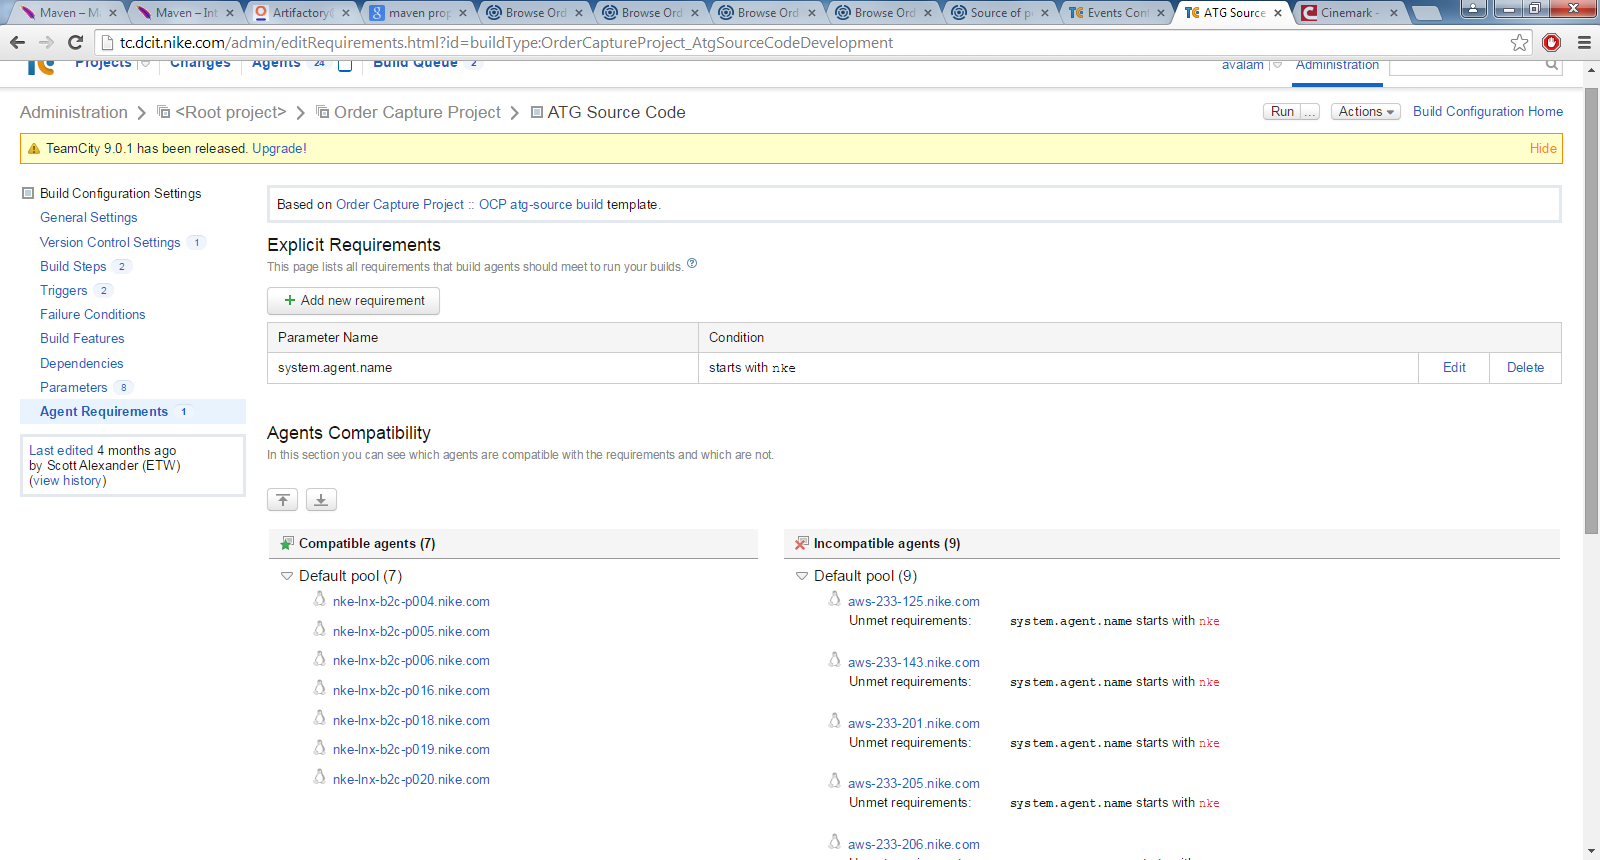 Maven – Ma
Maven – Int
Artifactory
maven prop
Browse Ord
Browse Ord
Browse Ord
Browse Ord
Source of p
Events Conf
ATG Source
Cinemark -
tc.dcit.nike.com/admin/editRequirements.html?id=buildType:OrderCaptureProject_AtgSourceCodeDevelopment
Projects Changes Agents 24 Build Queue 2 avalam Administration
Administration <Root project> Order Capture Project ATG Source Code Run ... Actions Build Configuration Home
TeamCity 9.0.1 has been released. Upgrade! Hide
Build Configuration Settings
General Settings
Version Control Settings 1
Build Steps 2
Triggers 2
Failure Conditions
Build Features
Dependencies
Parameters 8
Agent Requirements 1
Last edited 4 months ago
by Scott Alexander (ETW)
(view history)
Based on Order Capture Project :: OCP atg-source build template.
Explicit Requirements
This page lists all requirements that build agents should meet to run your builds. ?
+ Add new requirement
Parameter Name Condition
system.agent.name starts with nke Edit Delete
Agents Compatibility
In this section you can see which agents are compatible with the requirements and which are not.
Compatible agents (7)
Default pool (7)
nke-lnx-b2c-p004.nike.com
nke-lnx-b2c-p005.nike.com
nke-lnx-b2c-p006.nike.com
nke-lnx-b2c-p016.nike.com
nke-lnx-b2c-p018.nike.com
nke-lnx-b2c-p019.nike.com
nke-lnx-b2c-p020.nike.com
Incompatible agents (9)
Default pool (9)
aws-233-125.nike.com
Unmet requirements: system.agent.name starts with nke
aws-233-143.nike.com
Unmet requirements: system.agent.name starts with nke
aws-233-201.nike.com
Unmet requirements: system.agent.name starts with nke
aws-233-205.nike.com
Unmet requirements: system.agent.name starts with nke
aws-233-206.nike.com